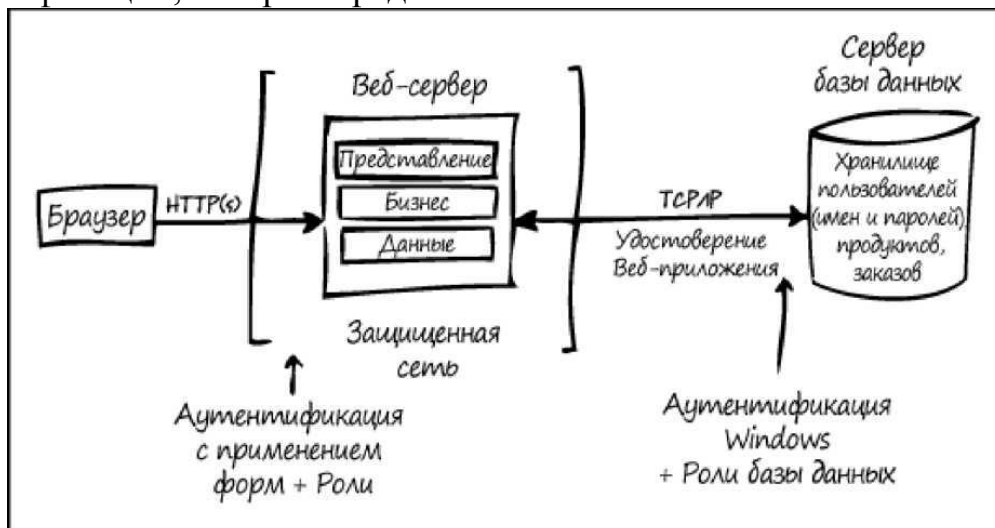 Сервер
базы данных
Веб-сервер
Представление
Бизнес
Данные
Браузер
HTTP(s)
TCP/IP
Удостоверение
Веб-приложения
Хранилище
пользователей
(имен и паролей),
продуктов,
заказов
Защищенная
сеть
Аутентификация
с применением
форм + Роли
Аутентификация
Windows
+ Роли базы данных